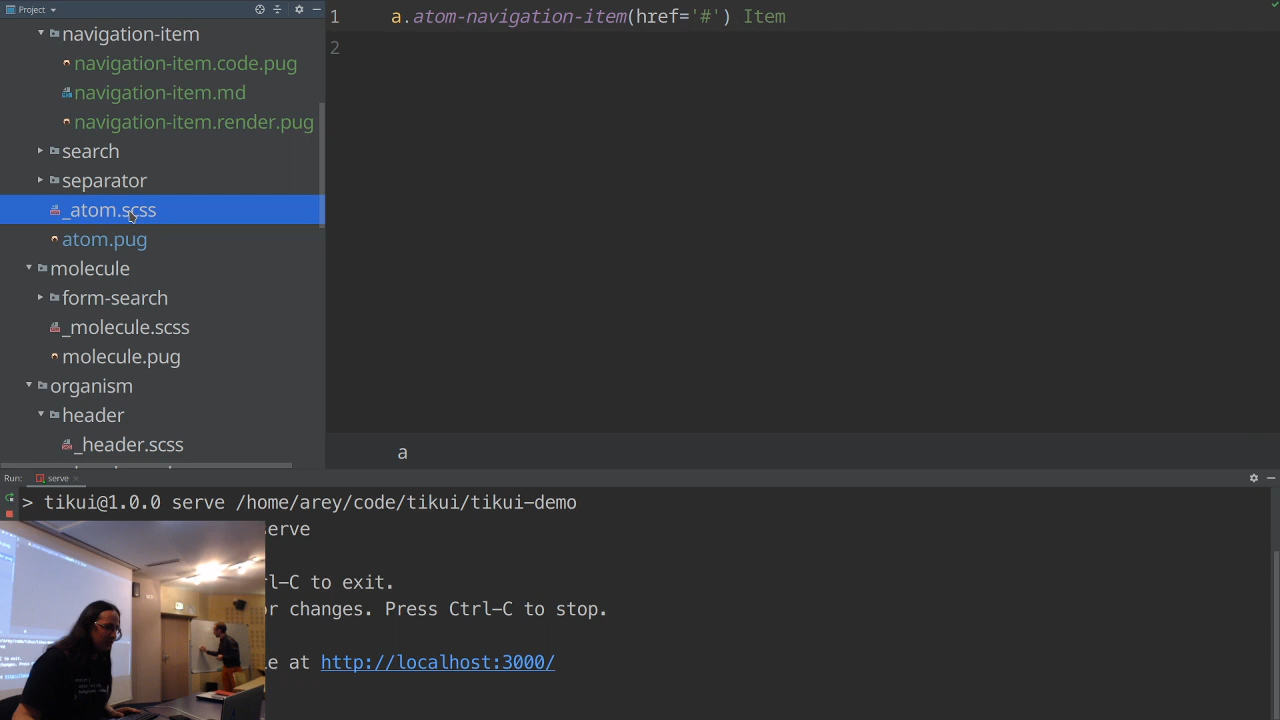 Project
navigation-item
navigation-item.code.pug
navigation-item.md
navigation-item.render.pug
search
separator
_atom.scss
atom.pug
molecule
form-search
_molecule.scss
molecule.pug
organism
header
_header.scss
1 a.atom-navigation-item(href='#') Item
2
a
Run: serve
> tikui@1.0.0 serve /home/arey/code/tikui/tikui-demo
erve
rl-C to exit.
or changes. Press Ctrl-C to stop.
e at http://localhost:3000/